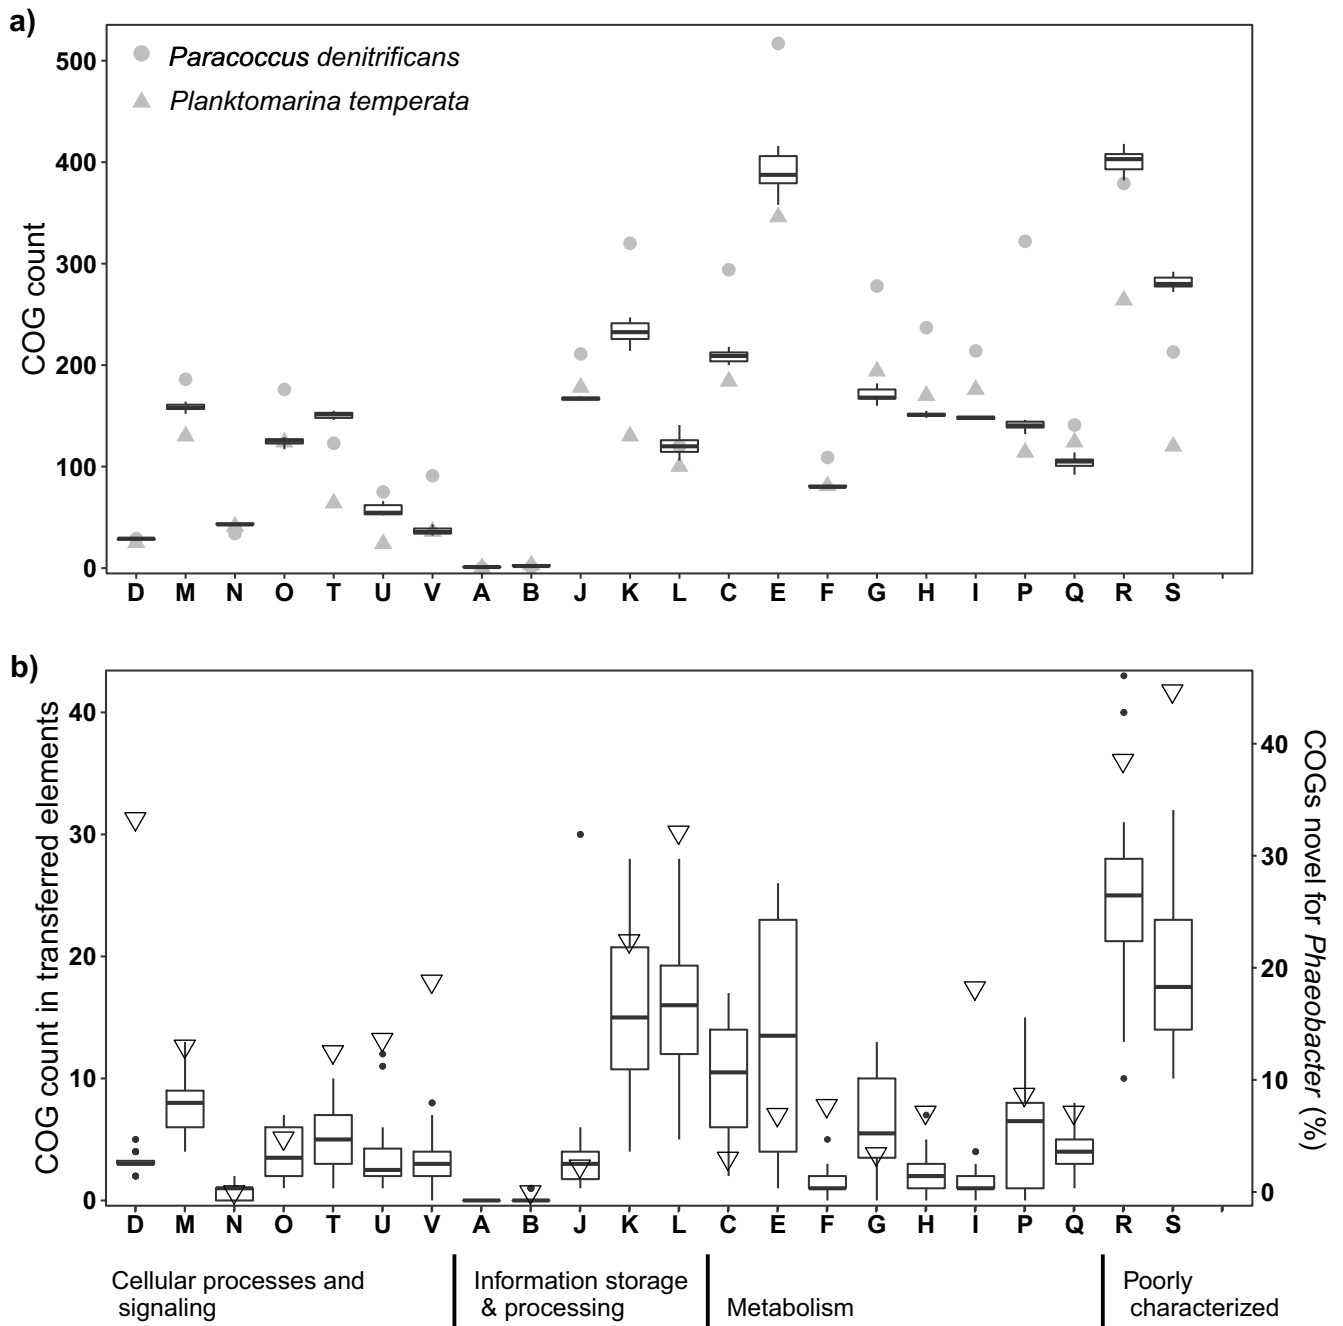 a)
Paracoccus denitrificans
Planktomarina temperata
COG count
500
400
300
200
100
0
D M N O T U V A B J K L C E F G H I P Q R S
b)
COG count in transferred elements
40
30
20
10
0
COGs novel for Phaeobacter (%)
40
30
20
10
0
D M N O T U V A B J K L C E F G H I P Q R S
Cellular processes and
signaling
Information storage
& processing
Metabolism
Poorly
characterized